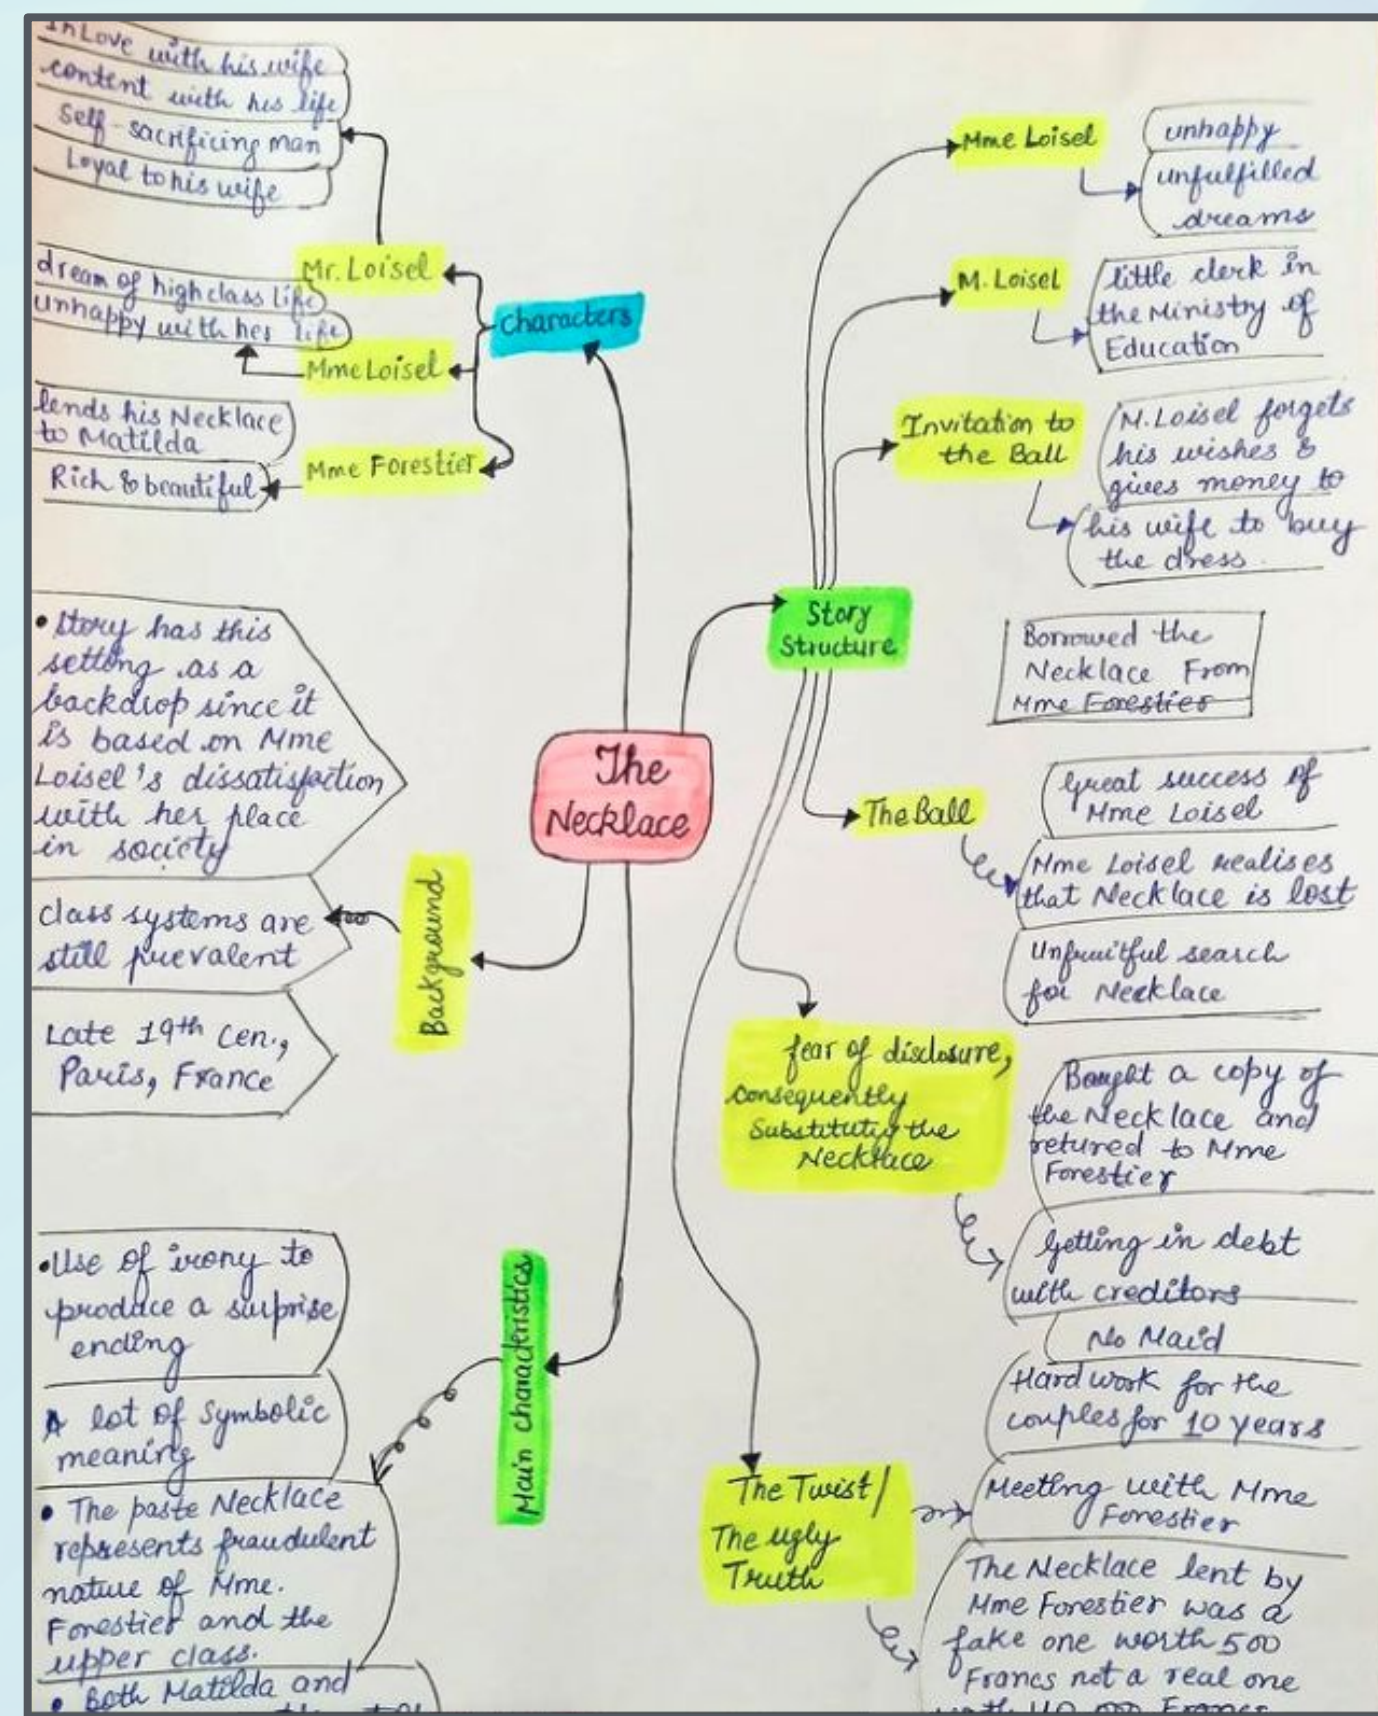 In Love with his wife
content with his life
Self-sacrificing man
Loyal to his wife
Mr. Loisel
dream of high class life
unhappy with her life
Mme Loisel
lends his Necklace
to Matilda
Rich & beautiful
Mme Forestier
characters
• Story has this
setting as a
backdrop since it
is based on Mme
Loisel's dissatisfaction
with her place
in society
class systems are
still prevalent
Late 19th cen.,
Paris, France
Background
The
Necklace
• Use of irony to
produce a surprise
ending
A lot of symbolic
meaning
• The paste Necklace
represents fraudulent
nature of Mme.
Forestier and the
upper class.
• Both Matilda and
Main characteristics
Story
Structure
Mme Loisel
unhappy
unfulfilled
dreams
M. Loisel
little clerk in
the Ministry of
Education
Invitation to
the Ball
M. Loisel forgets
his wishes &
gives money to
his wife to buy
the dress.
Borrowed the
Necklace From
Mme Forestier
The Ball
Great success of
Mme Loisel
Mme Loisel realises
that Necklace is lost
Unfruitful search
for Necklace
fear of disclosure,
consequently
the
Necklace
Bought a copy of
the Necklace and
retured to Mme
Forestier
Getting in debt
with creditors
No Maid
Hard work for the
couples for 10 years
The Twist/
The ugly
Truth
Meeting with Mme
Forestier
The Necklace lent by
Mme Forestier was a
fake one worth 500
Francs not a real one